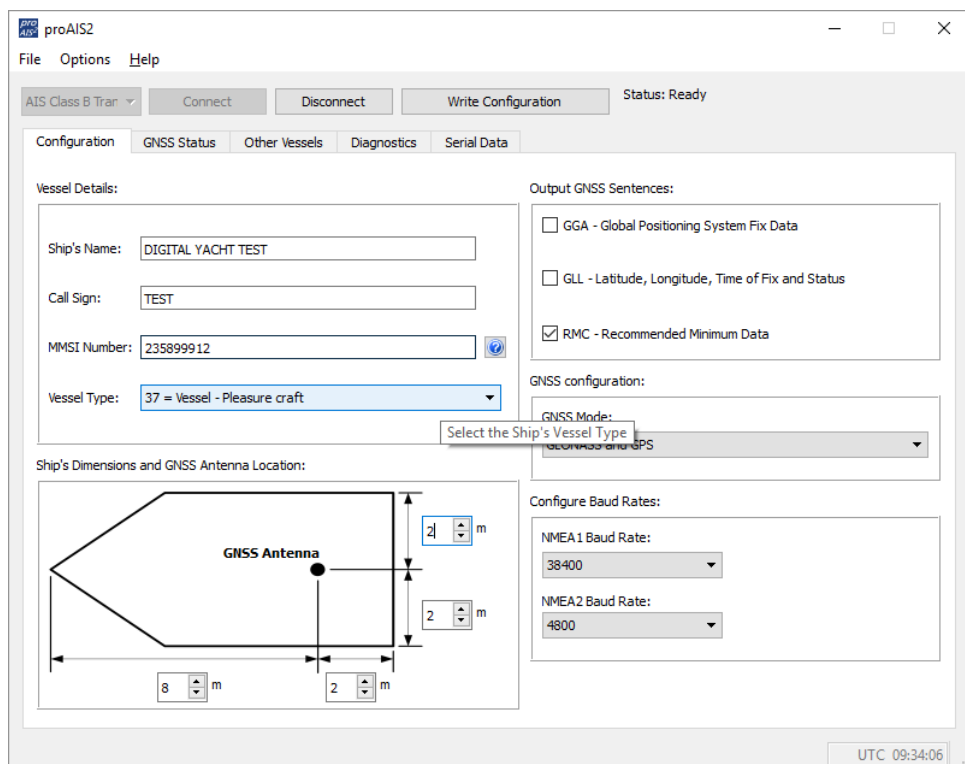 pro AIS2 proAIS2
File Options Help
AIS Class B Tran Connect Disconnect Write Configuration Status: Ready
Configuration GNSS Status Other Vessels Diagnostics Serial Data
Vessel Details:
Ship's Name: DIGITAL YACHT TEST
Call Sign: TEST
MMSI Number: 235899912 ?
Vessel Type: 37 = Vessel - Pleasure craft
Select the Ship's Vessel Type
Ship's Dimensions and GNSS Antenna Location:
2 m
GNSS Antenna
2 m
8 m 2 m
Output GNSS Sentences:
GGA - Global Positioning System Fix Data
GLL - Latitude, Longitude, Time of Fix and Status
RMC - Recommended Minimum Data
GNSS configuration:
GNSS Mode:
GLONASS and GPS
Configure Baud Rates:
NMEA1 Baud Rate:
38400
NMEA2 Baud Rate:
4800
UTC 09:34:06